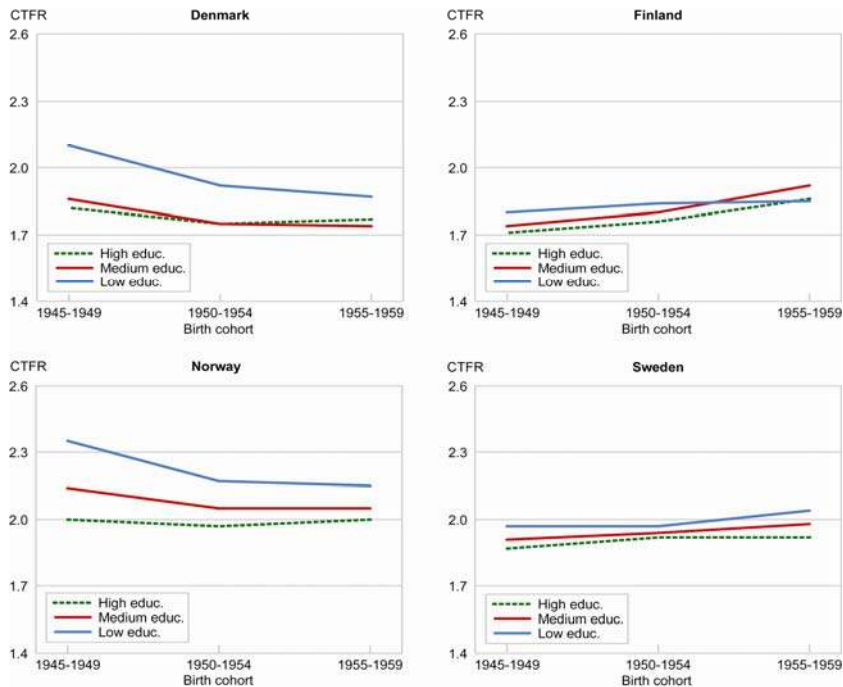 CTFR
Denmark
2.6
2.3
2.0
1.7
1.4
High educ.
Medium educ.
Low educ.
1945-1949
1950-1954
1955-1959
Birth cohort
CTFR
Finland
2.6
2.3
2.0
1.7
1.4
High educ.
Medium educ.
Low educ.
1945-1949
1950-1954
1955-1959
Birth cohort
CTFR
Norway
2.6
2.3
2.0
1.7
1.4
High educ.
Medium educ.
Low educ.
1945-1949
1950-1954
1955-1959
Birth cohort
CTFR
Sweden
2.6
2.3
2.0
1.7
1.4
High educ.
Medium educ.
Low educ.
1945-1949
1950-1954
1955-1959
Birth cohort